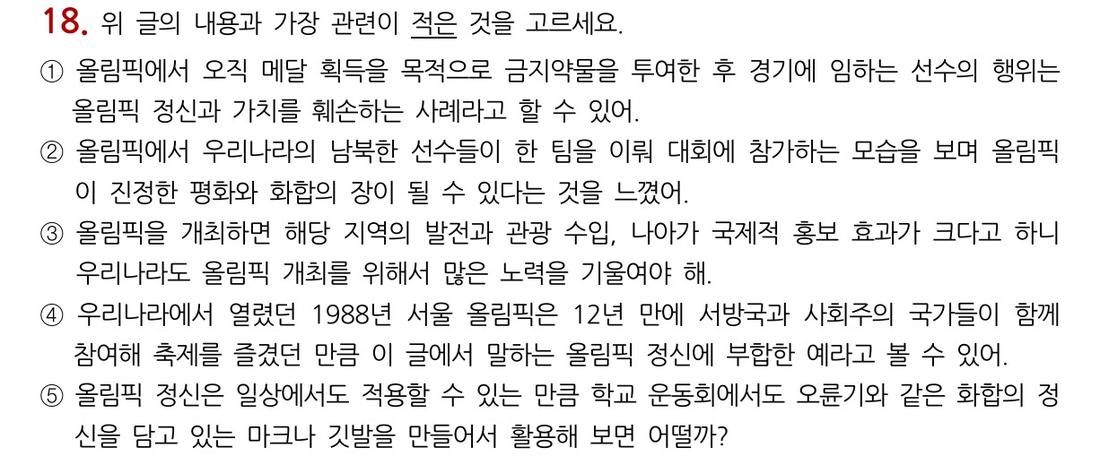 18. 위 글의 내용과 가장 관련이 적은 것을 고르세요.
① 올림픽에서 오직 메달 획득을 목적으로 금지약물을 투여한 후 경기에 임하는 선수의 행위는
올림픽 정신과 가치를 훼손하는 사례라고 할 수 있어.
② 올림픽에서 우리나라의 남북한 선수들이 한 팀을 이뤄 대회에 참가하는 모습을 보며 올림픽
이 진정한 평화와 화합의 장이 될 수 있다는 것을 느꼈어.
③ 올림픽을 개최하면 해당 지역의 발전과 관광 수입, 나아가 국제적 홍보 효과가 크다고 하니
우리나라도 올림픽 개최를 위해서 많은 노력을 기울여야 해.
④ 우리나라에서 열렸던 1988년 서울 올림픽은 12년 만에 서방국과 사회주의 국가들이 함께
참여해 축제를 즐겼던 만큼 이 글에서 말하는 올림픽 정신에 부합한 예라고 볼 수 있어.
⑤ 올림픽 정신은 일상에서도 적용할 수 있는 만큼 학교 운동회에서도 오륜기와 같은 화합의 정
신을 담고 있는 마크나 깃발을 만들어서 활용해 보면 어떨까?